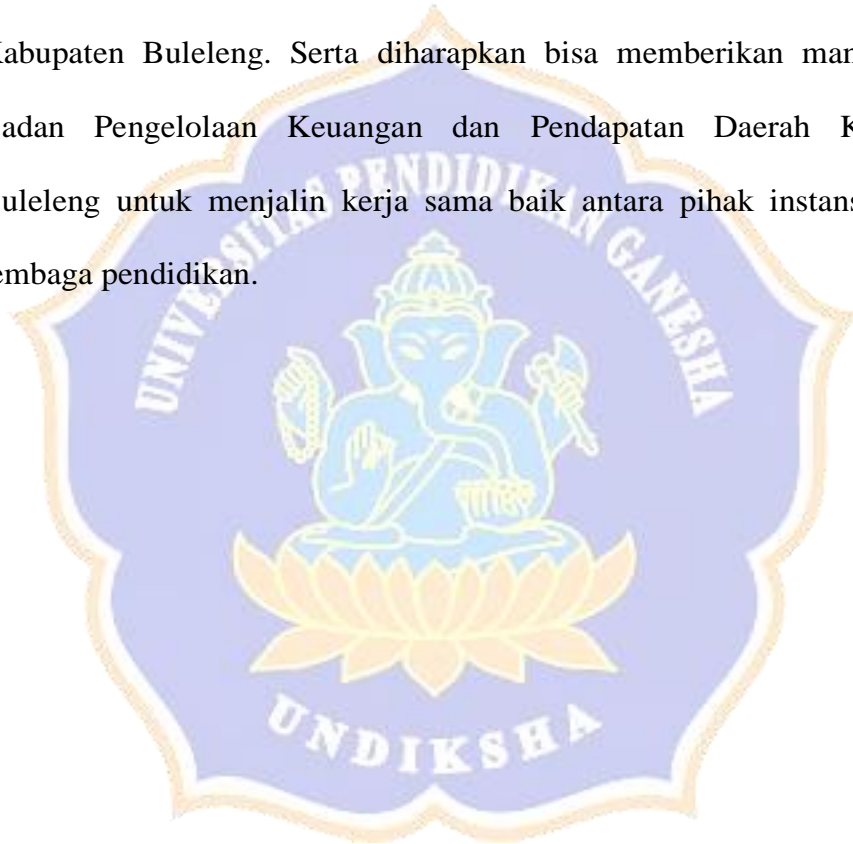 abupaten Buleleng. Serta diharapkan bisa memberikan man
adan Pengelolaan Keuangan dan Pendapatan Daerah K
uleleng untuk menjalin kerja sama baik antara pihak instans
embaga pendidikan.
UNIVERSITAS PENDIDIKAN GANESHA
UNDIKSHA